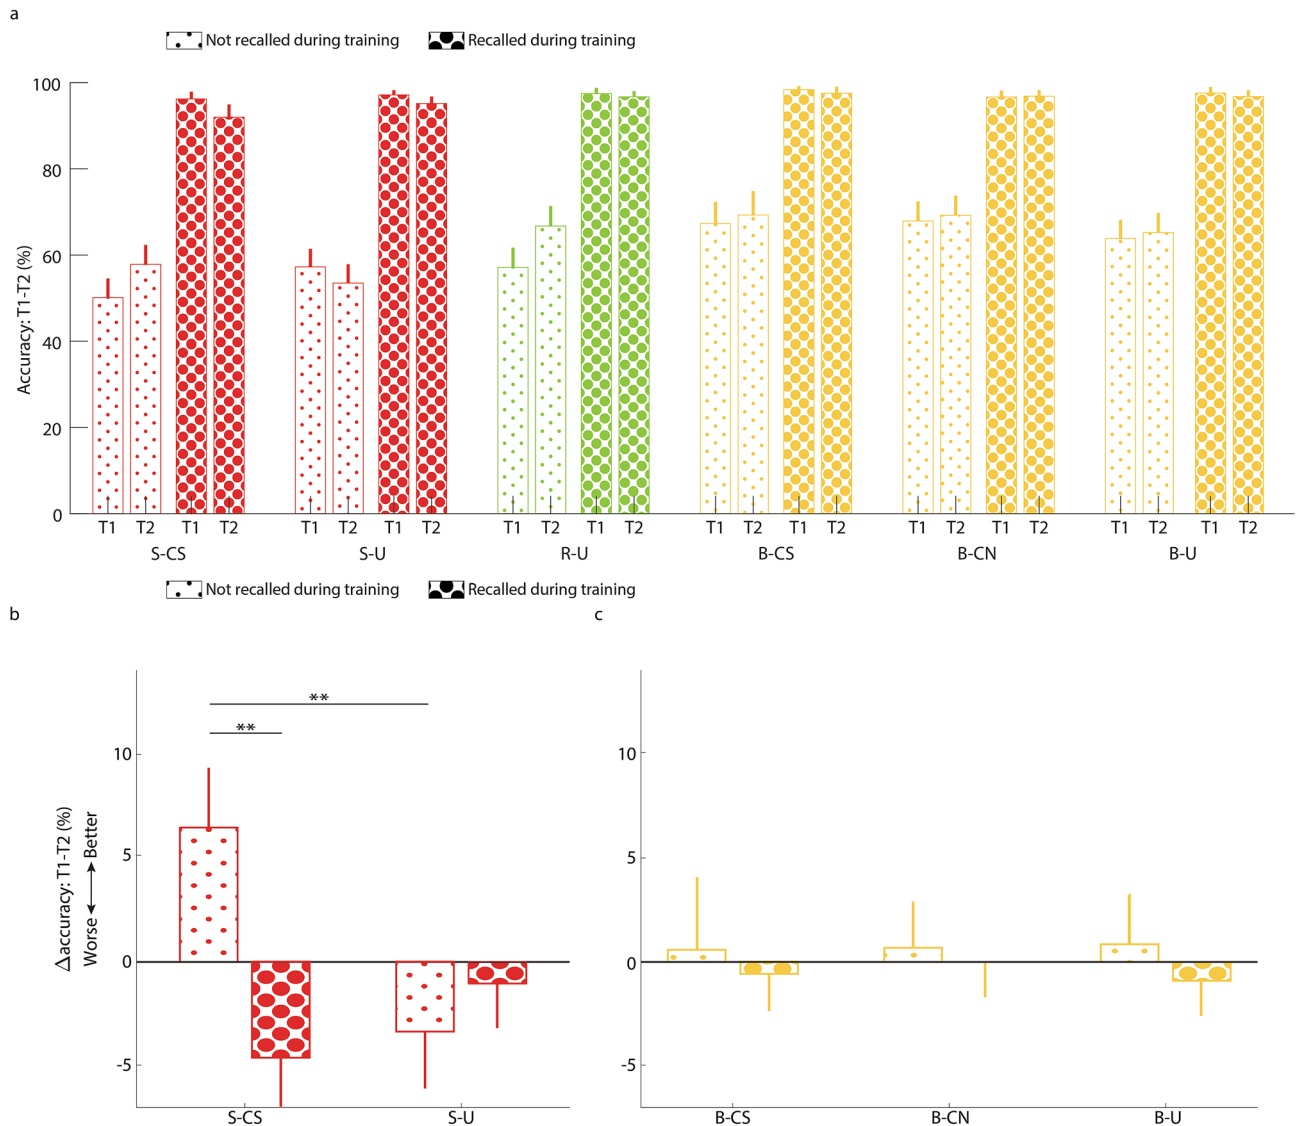 a
Not recalled during training Recalled during training
100
80
60
40
20
0
Accuracy: T1-T2 (%)
T1 T2 T1 T2 T1 T2 T1 T2 T1 T2 T1 T2 T1 T2 T1 T2 T1 T2 T1 T2 T1 T2 T1 T2
S-CS S-U R-U B-CS B-CN B-U
Not recalled during training Recalled during training
b
**
**
10
5
0
-5
Δaccuracy: T1-T2 (%)
Worse ↔ Better
S-CS S-U
c
10
5
0
-5
B-CS B-CN B-U